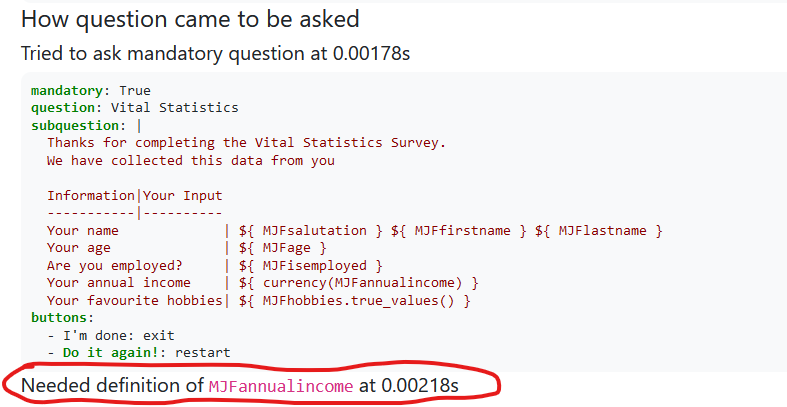 How question came to be asked
Tried to ask mandatory question at 0.00178s
mandatory: True
question: Vital Statistics
subquestion: |
  Thanks for completing the Vital Statistics Survey.
  We have collected this data from you

  Information|Your Input
  -----------|----------
  Your name            | ${ MJFsalutation } ${ MJFfirstname } ${ MJFlastname }
  Your age             | ${ MJFage }
  Are you employed?    | ${ MJFisemployed }
  Your annual income   | ${ currency(MJFannualincome) }
  Your favourite hobbies| ${ MJFhobbies.true_values() }
buttons:
  - I'm done: exit
  - Do it again!: restart
Needed definition of MJFannualincome at 0.00218s